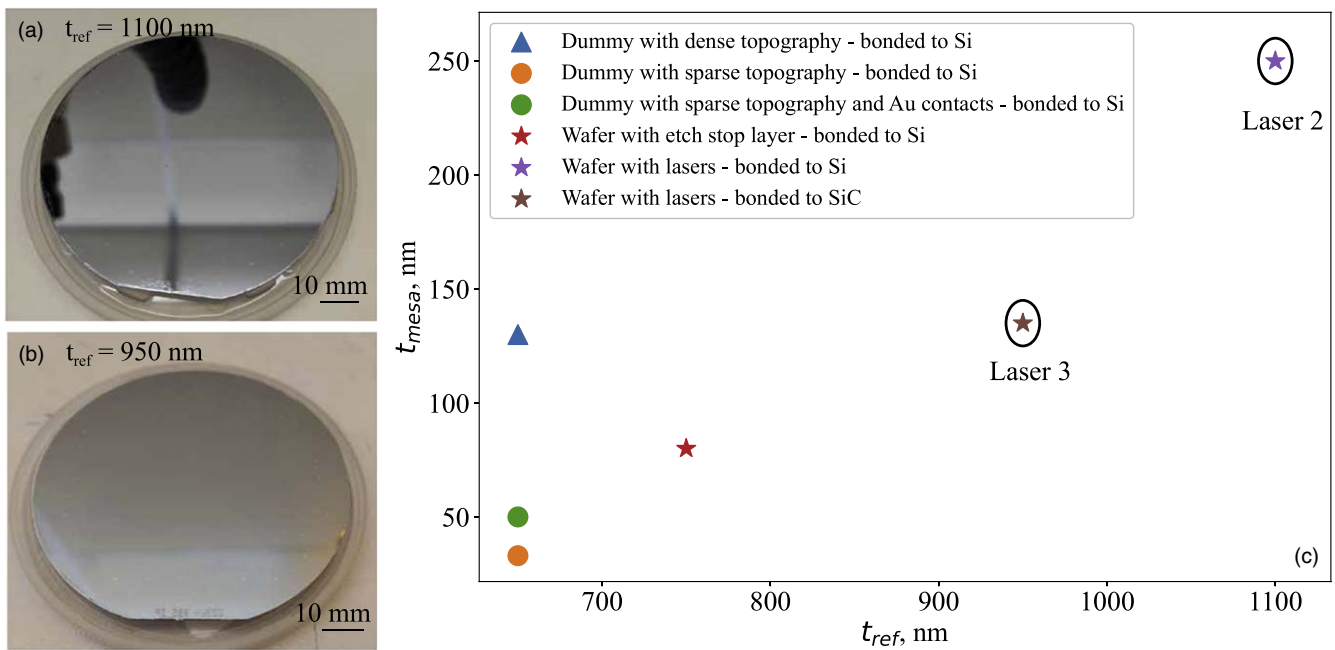 (a) t_ref = 1100 nm
10 mm
(b) t_ref = 950 nm
10 mm
Dummy with dense topography - bonded to Si
Dummy with sparse topography - bonded to Si
Dummy with sparse topography and Au contacts - bonded to Si
Wafer with etch stop layer - bonded to Si
Wafer with lasers - bonded to Si
Wafer with lasers - bonded to SiC
Laser 2
Laser 3
(c)
t_mesa, nm
250
200
150
100
50
700 800 900 1000 1100
t_ref, nm